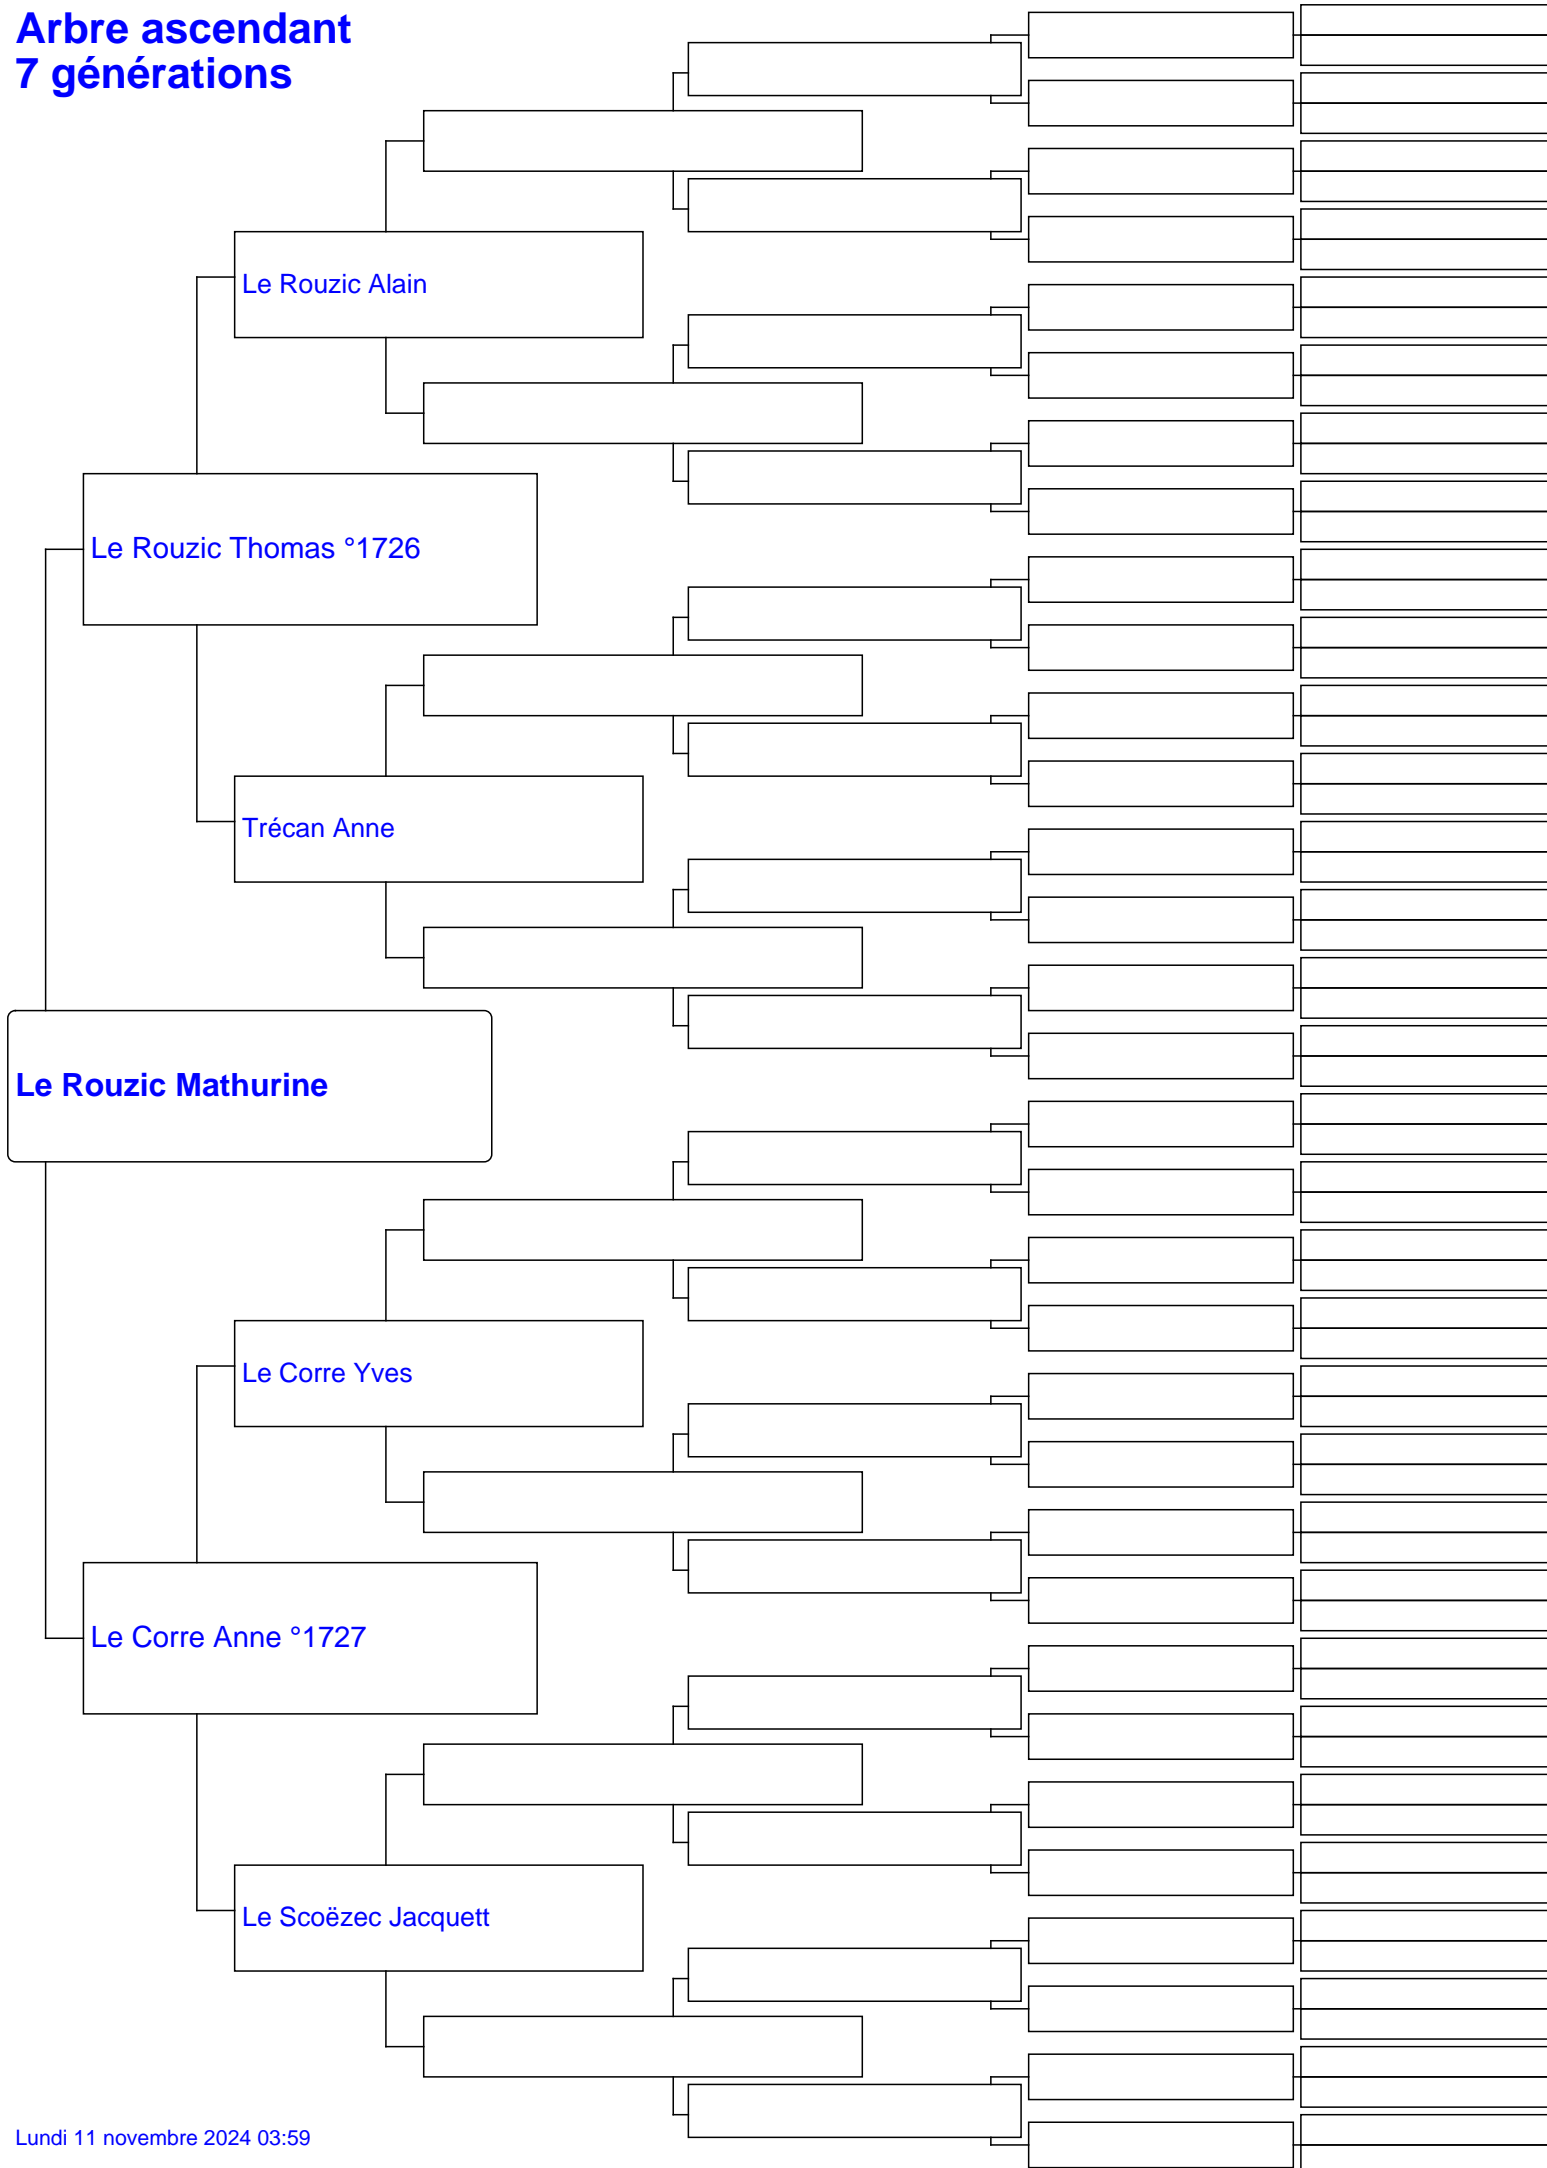 Arbre ascendant
7 générations
Le Rouzic Alain
Le Rouzic Thomas °1726
Trécan Anne
Le Rouzic Mathurine
Le Corre Yves
Le Corre Anne °1727
Le Scoëzec Jacquett
Lundi 11 novembre 2024 03:59